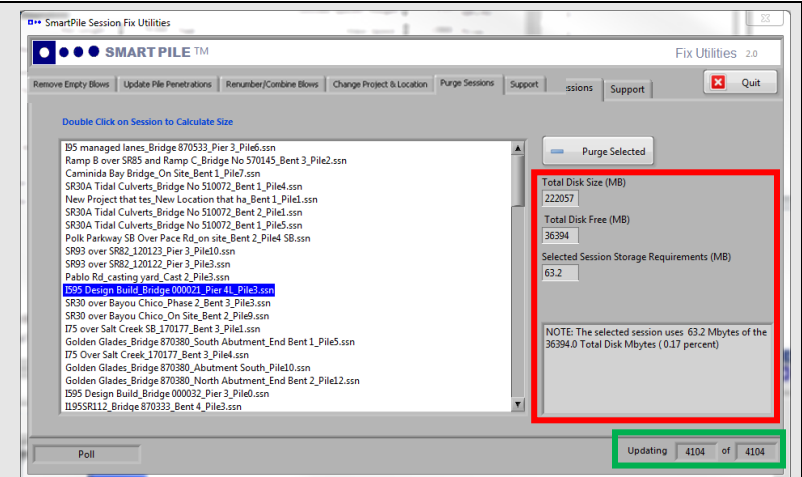 SmartPile Session Fix Utilities
SMART PILE TM
Fix Utilities 2.0
Remove Empty Blows Update Pile Penetrations Renumber/Combine Blows Change Project & Location Purge Sessions Support ssions Support
Quit
Double Click on Session to Calculate Size
I95 managed lanes_Bridge 870533_Pier 3_Pile6.ssn
Ramp B over SR85 and Ramp C_Bridge No 570145_Bent 3_Pile2.ssn
Caminida Bay Bridge_On Site_Bent 1_Pile7.ssn
SR30A Tidal Culverts_Bridge No 510072_Bent 1_Pile4.ssn
New Project that tes_New Location that ha_Bent 1_Pile1.ssn
SR30A Tidal Culverts_Bridge No 510072_Bent 2_Pile1.ssn
SR30A Tidal Culverts_Bridge No 510072_Bent 1_Pile5.ssn
Polk Parkway SB Over Pace Rd_on site_Bent 2_Pile4 SB.ssn
SR93 over SR82_120123_Pier 3_Pile10.ssn
SR93 over SR82_120122_Pier 3_Pile3.ssn
Pablo Rd_casting yard_Cast 2_Pile3.ssn
I595 Design Build_Bridge 000021_Pier 4L_Pile3.ssn
SR30 over Bayou Chico_Phase 2_Bent 3_Pile3.ssn
SR30 over Bayou Chico_On Site_Bent 2_Pile9.ssn
I75 over Salt Creek SB_170177_Bent 3_Pile1.ssn
Golden Glades_Bridge 870380_South Abutment_End Bent 1_Pile5.ssn
I75 Over Salt Creek_170177_Bent 3_Pile4.ssn
Golden Glades_Bridge 870380_Abutment South_Pile10.ssn
Golden Glades_Bridge 870380_North Abutment_End Bent 2_Pile12.ssn
I595 Design Build_Bridge 000032_Pier 3_Pile0.ssn
I195SR112_Bridge 870333_Bent 4_Pile3.ssn
Purge Selected
Total Disk Size (MB)
222057
Total Disk Free (MB)
36394
Selected Session Storage Requirements (MB)
63.2
NOTE: The selected session uses 63.2 Mbytes of the
36394.0 Total Disk Mbytes ( 0.17 percent)
Poll
Updating 4104 of 4104